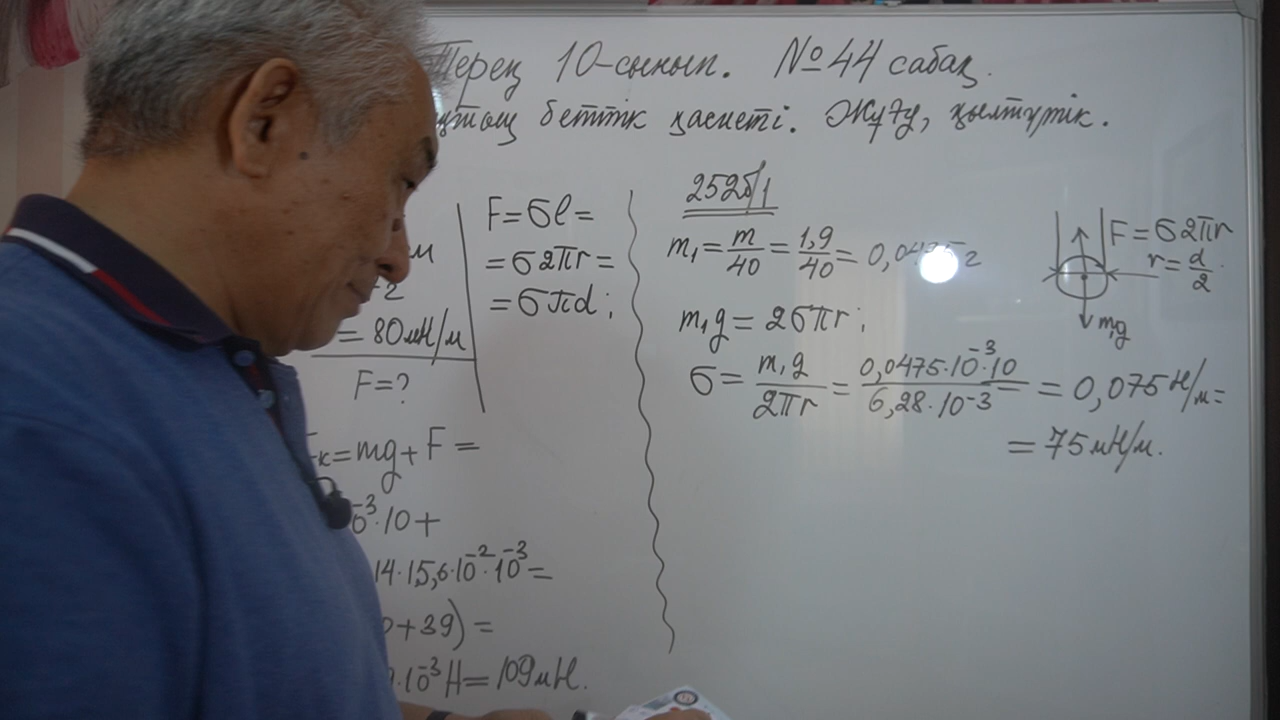 Терең 10-сынып. №44 сабақ.
беттік қасиеті. Жұғу, қылтүтік.
F=σl=
=σ2πr=
=σπd;
=80мН/м
F=?
к=mg+F=
·10+
14·15,6·10⁻²·10⁻³=
+39)=
·10⁻³Н=109мН.
252б/1
m₁=m/40=1,9/40=0,0475г
m₁g=2σπr;
σ=m₁g/2πr=0,0475·10⁻³·10/6,28·10⁻³=0,075Н/м=
=75мН/м.
F=σ2πr
r=d/2.
m₁g